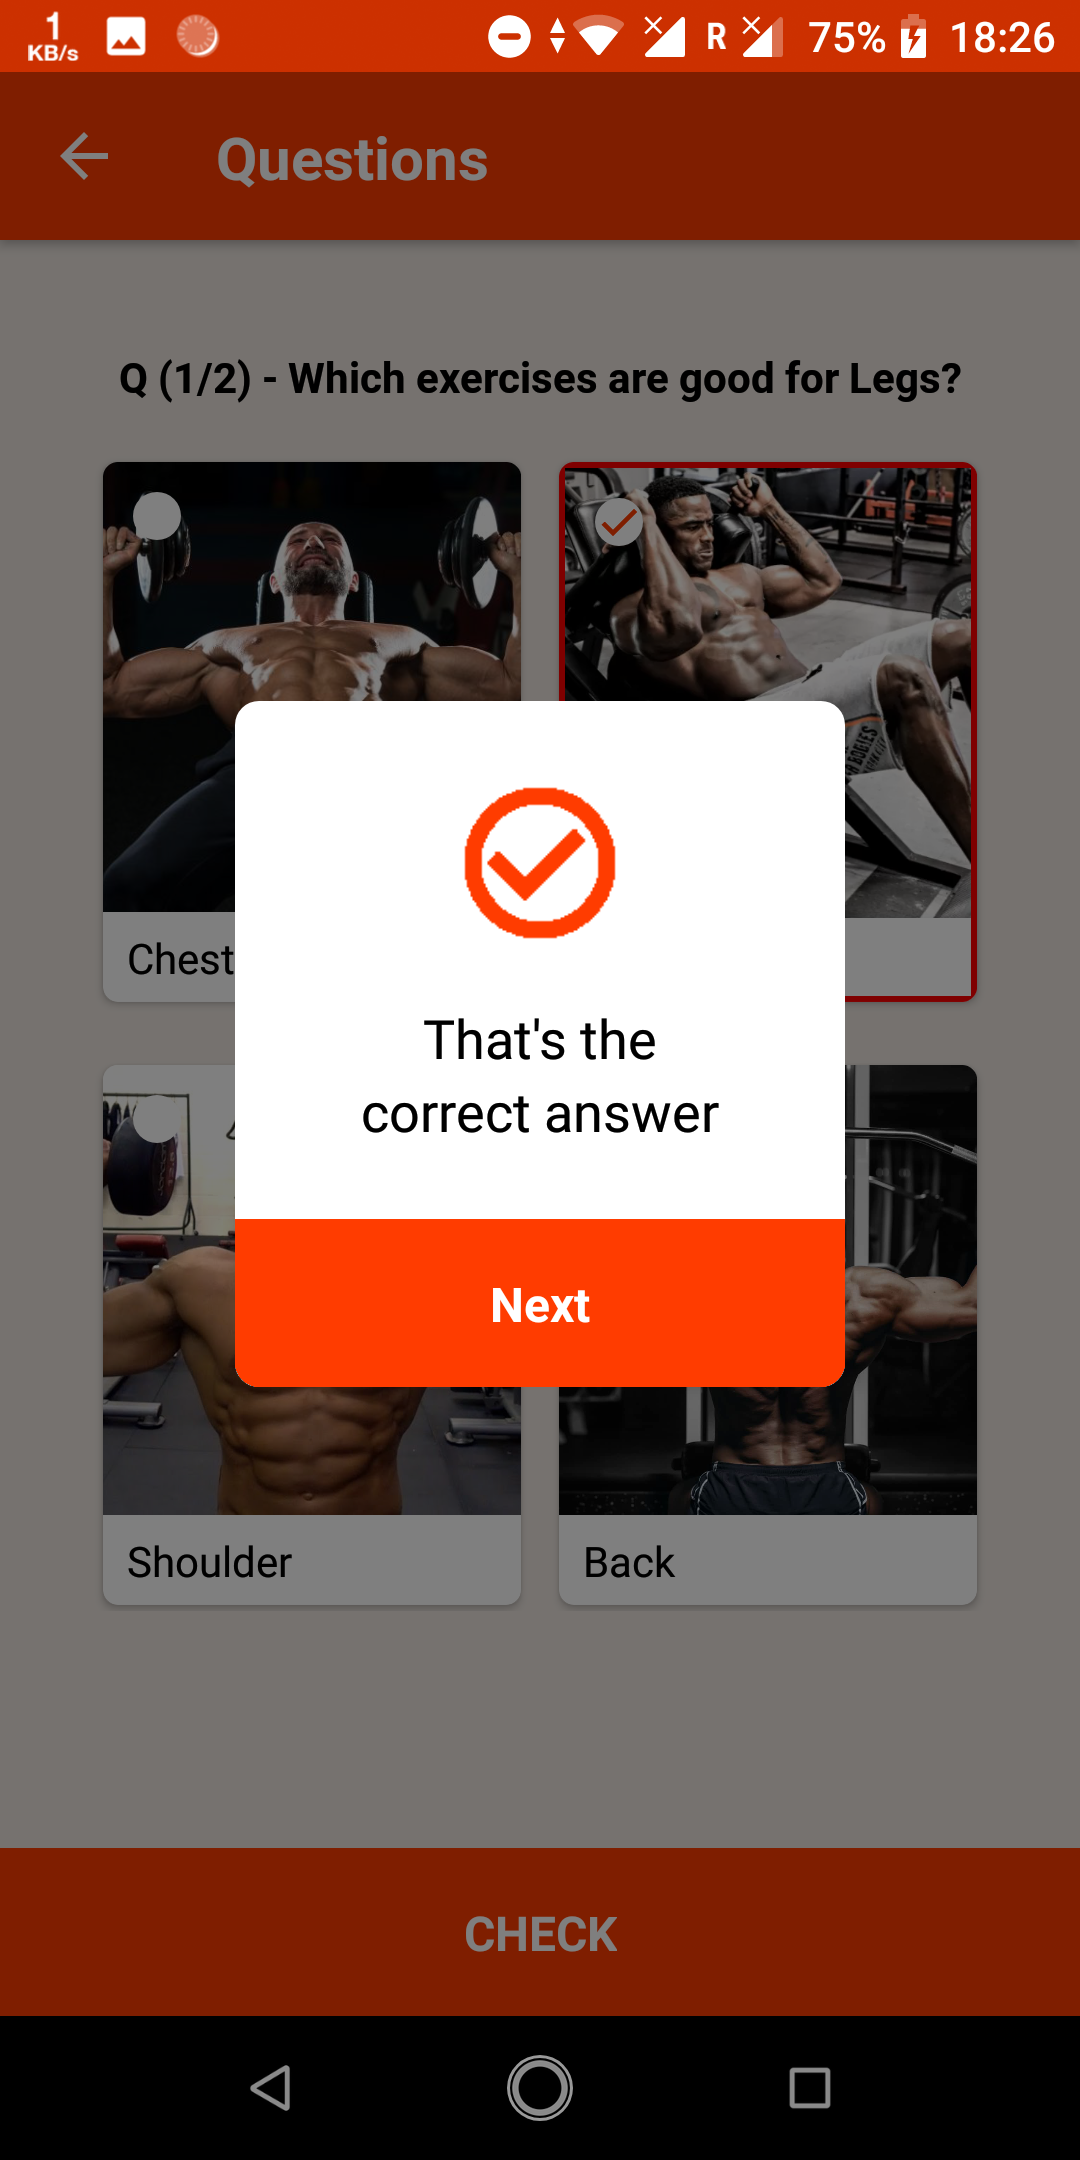 1
KB/s
R
75%
18:26
Questions
Q (1/2) - Which exercises are good for Legs?
Chest
That's the
correct answer
Next
Shoulder
Back
CHECK